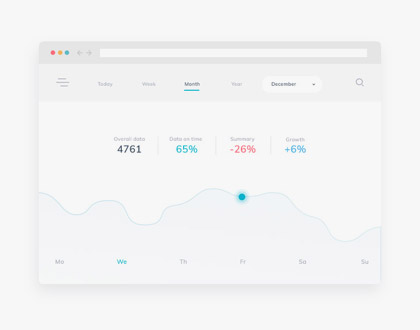 Today Week Month Year December
Overall data Data on time Summary Growth
4761 65% -26% +6%
Mo We Th Fr Sa Su